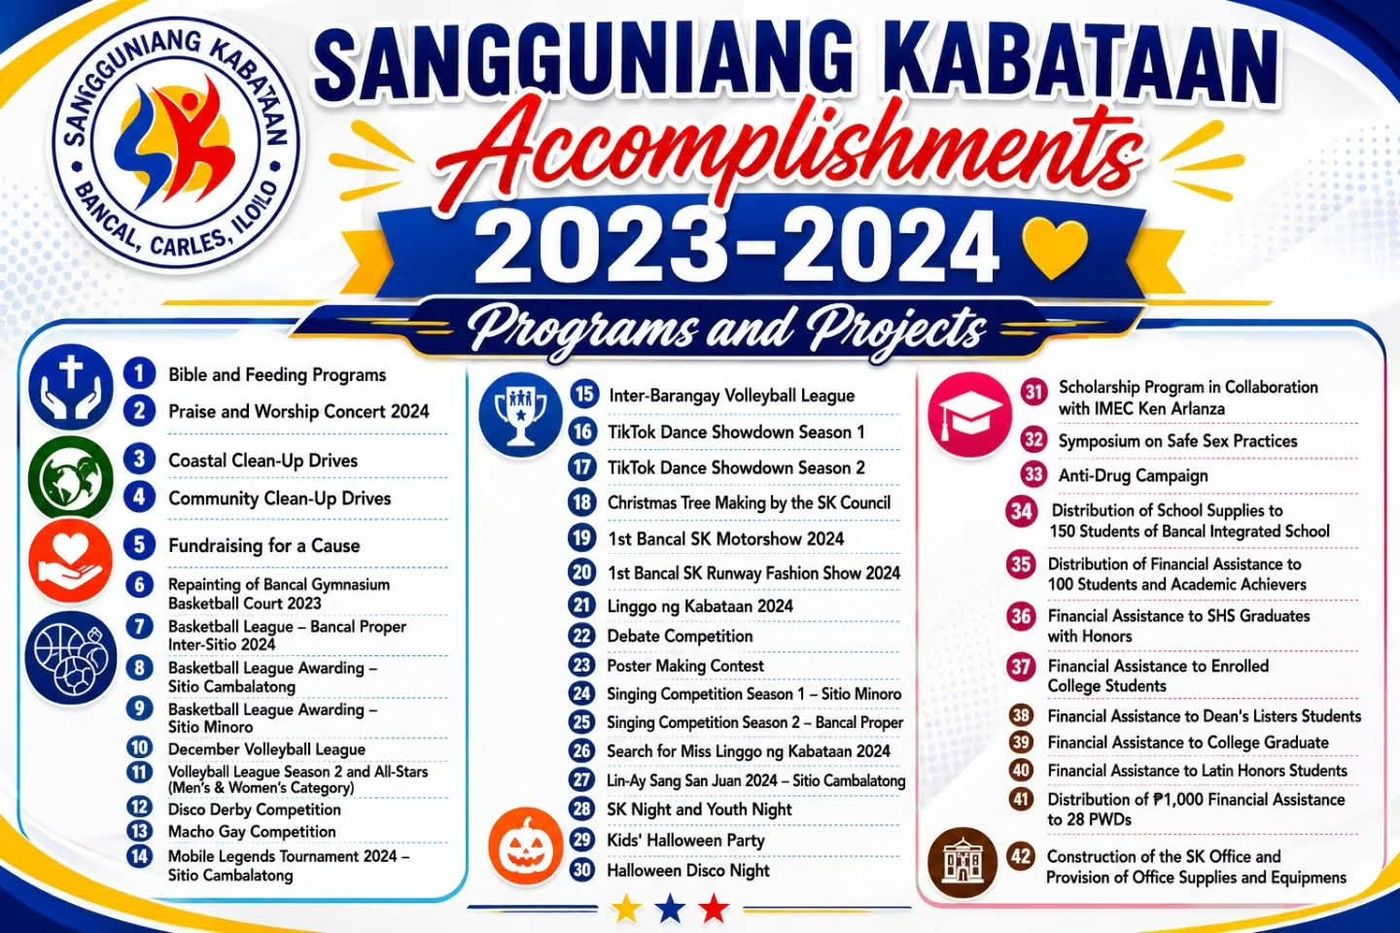 SANGGUNIANG KABATAAN
BANCAL, CARLES, ILOILO
SK
SANGGUNIANG KABATAAN
Accomplishments
2023-2024
Programs and Projects
1 Bible and Feeding Programs
2 Praise and Worship Concert 2024
3 Coastal Clean-Up Drives
4 Community Clean-Up Drives
5 Fundraising for a Cause
6 Repainting of Bancal Gymnasium
Basketball Court 2023
7 Basketball League – Bancal Proper
Inter-Sitio 2024
8 Basketball League Awarding –
Sitio Cambalatong
9 Basketball League Awarding –
Sitio Minoro
10 December Volleyball League
11 Volleyball League Season 2 and All-Stars
(Men's & Women's Category)
12 Disco Derby Competition
13 Macho Gay Competition
14 Mobile Legends Tournament 2024 –
Sitio Cambalatong
15 Inter-Barangay Volleyball League
16 TikTok Dance Showdown Season 1
17 TikTok Dance Showdown Season 2
18 Christmas Tree Making by the SK Council
19 1st Bancal SK Motorshow 2024
20 1st Bancal SK Runway Fashion Show 2024
21 Linggo ng Kabataan 2024
22 Debate Competition
23 Poster Making Contest
24 Singing Competition Season 1 – Sitio Minoro
25 Singing Competition Season 2 – Bancal Proper
26 Search for Miss Linggo ng Kabataan 2024
27 Lin-Ay Sang San Juan 2024 – Sitio Cambalatong
28 SK Night and Youth Night
29 Kids' Halloween Party
30 Halloween Disco Night
31 Scholarship Program in Collaboration
with IMEC Ken Arlanza
32 Symposium on Safe Sex Practices
33 Anti-Drug Campaign
34 Distribution of School Supplies to
150 Students of Bancal Integrated School
35 Distribution of Financial Assistance to
100 Students and Academic Achievers
36 Financial Assistance to SHS Graduates
with Honors
37 Financial Assistance to Enrolled
College Students
38 Financial Assistance to Dean's Listers Students
39 Financial Assistance to College Graduate
40 Financial Assistance to Latin Honors Students
41 Distribution of ₱1,000 Financial Assistance
to 28 PWDs
42 Construction of the SK Office and
Provision of Office Supplies and Equipmens